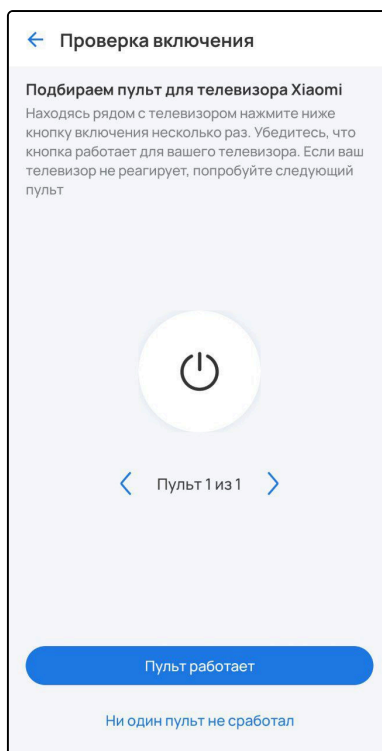 Проверка включения
Подбираем пульт для телевизора Xiaomi
Находясь рядом с телевизором нажмите ниже
кнопку включения несколько раз. Убедитесь, что
кнопка работает для вашего телевизора. Если ваш
телевизор не реагирует, попробуйте следующий
пульт
Пульт 1 из 1
Пульт работает
Ни один пульт не сработал